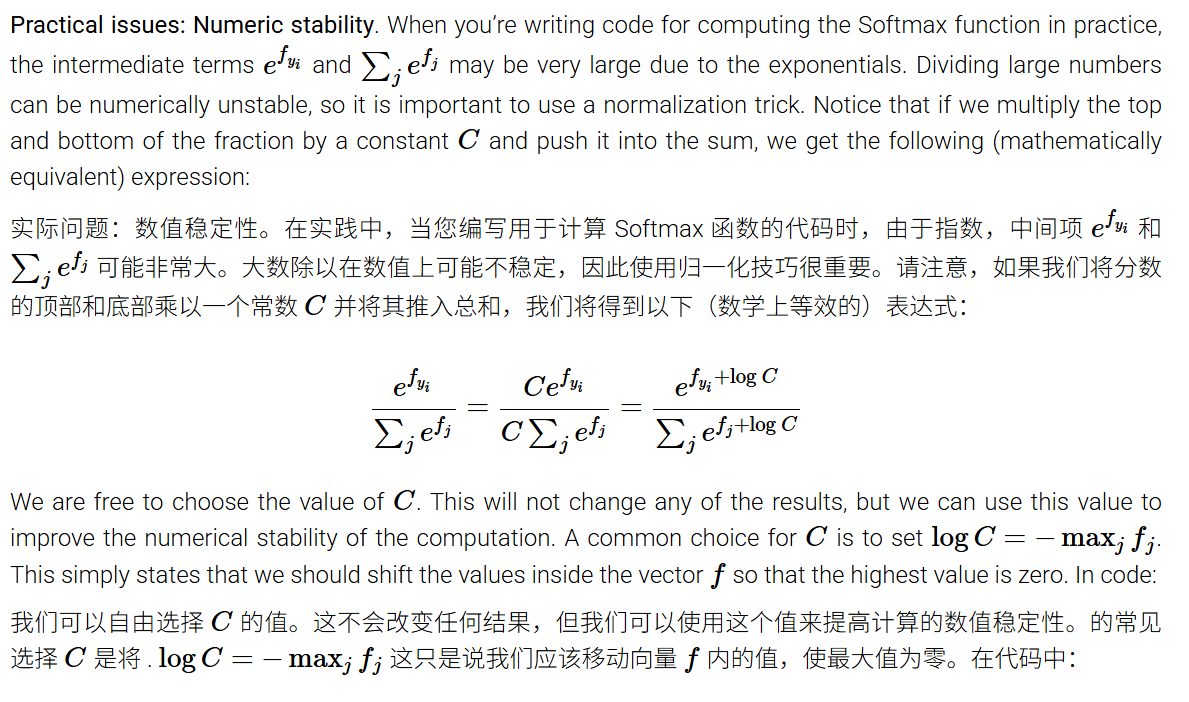 Practical issues: Numeric stability. When you’re writing code for computing the Softmax function in practice,
the intermediate terms $e^{f_{y_i}}$ and $\sum_j e^{f_j}$ may be very large due to the exponentials. Dividing large numbers
can be numerically unstable, so it is important to use a normalization trick. Notice that if we multiply the top
and bottom of the fraction by a constant $C$ and push it into the sum, we get the following (mathematically
equivalent) expression:
实际问题：数值稳定性。在实践中，当您编写用于计算 Softmax 函数的代码时，由于指数，中间项 $e^{f_{y_i}}$ 和
$\sum_j e^{f_j}$ 可能非常大。大数除以在数值上可能不稳定，因此使用归一化技巧很重要。请注意，如果我们将分数
的顶部和底部乘以一个常数 $C$ 并将其推入总和，我们将得到以下（数学上等效的）表达式：
$\frac{e^{f_{y_i}}}{\sum_j e^{f_j}} = \frac{Ce^{f_{y_i}}}{C\sum_j e^{f_j}} = \frac{e^{f_{y_i}+\log C}}{\sum_j e^{f_j+\log C}}$
We are free to choose the value of $C$. This will not change any of the results, but we can use this value to
improve the numerical stability of the computation. A common choice for $C$ is to set $\log C = -\max_j f_j$.
This simply states that we should shift the values inside the vector $f$ so that the highest value is zero. In code:
我们可以自由选择 $C$ 的值。这不会改变任何结果，但我们可以使用这个值来提高计算的数值稳定性。的常见
选择 $C$ 是将 . $\log C = -\max_j f_j$ 这只是说我们应该移动向量 $f$ 内的值，使最大值为零。在代码中：